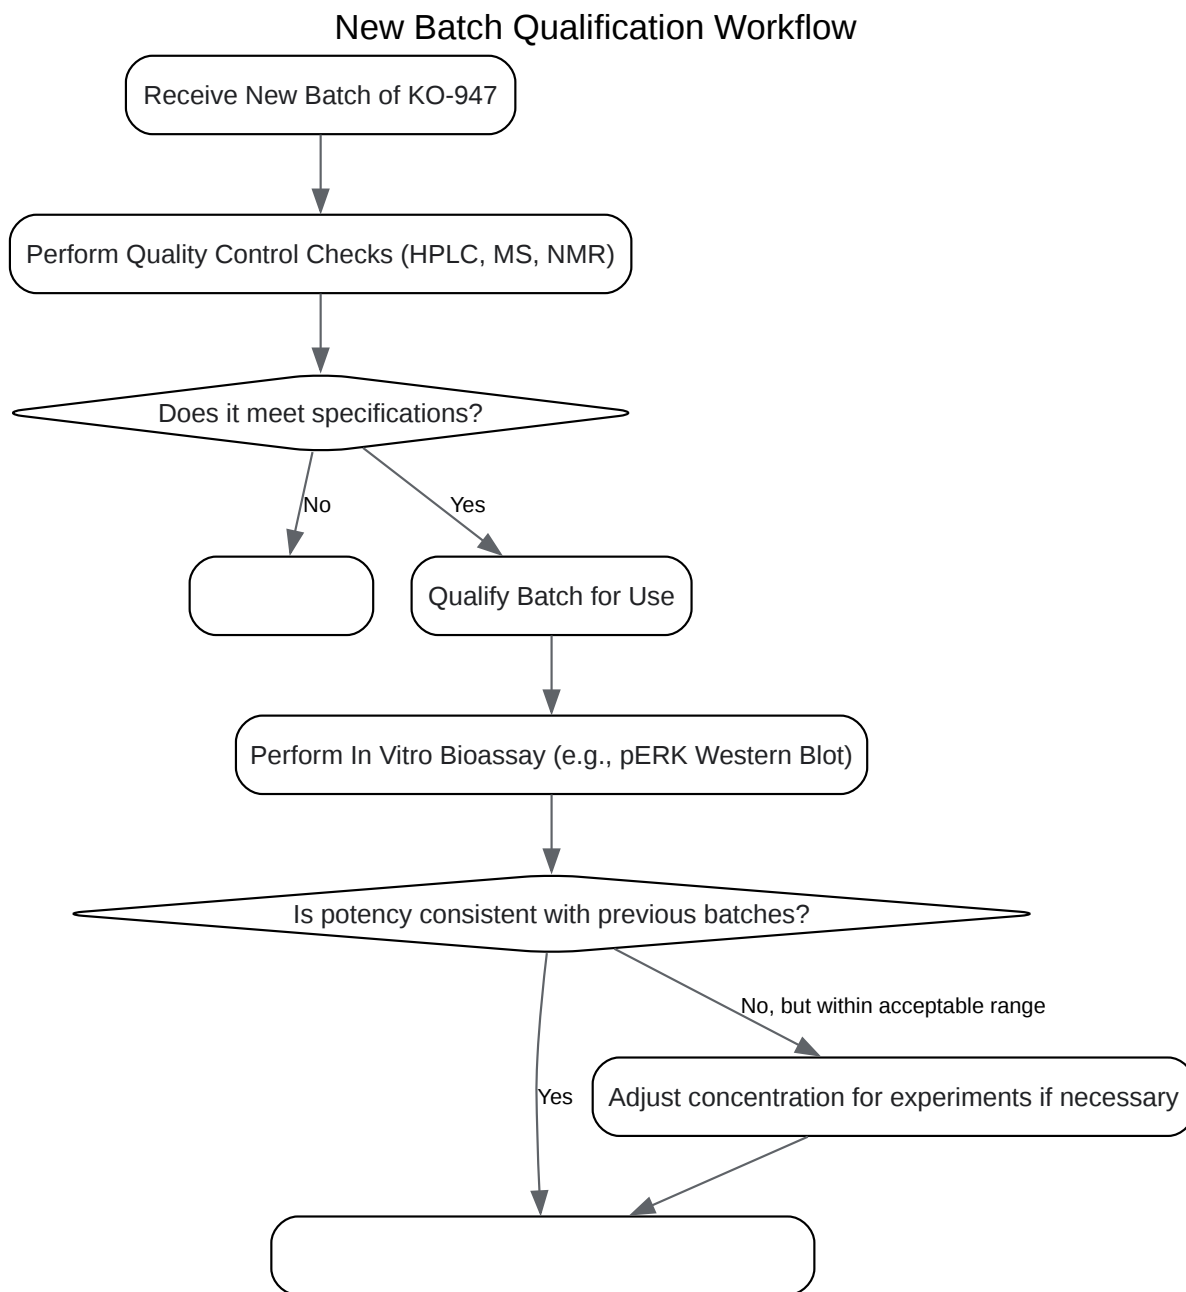 New Batch Qualification Workflow
Receive New Batch of KO-947
Perform Quality Control Checks (HPLC, MS, NMR)
Does it meet specifications?
No
Yes
Qualify Batch for Use
Perform In Vitro Bioassay (e.g., pERK Western Blot)
Is potency consistent with previous batches?
No, but within acceptable range
Yes
Adjust concentration for experiments if necessary